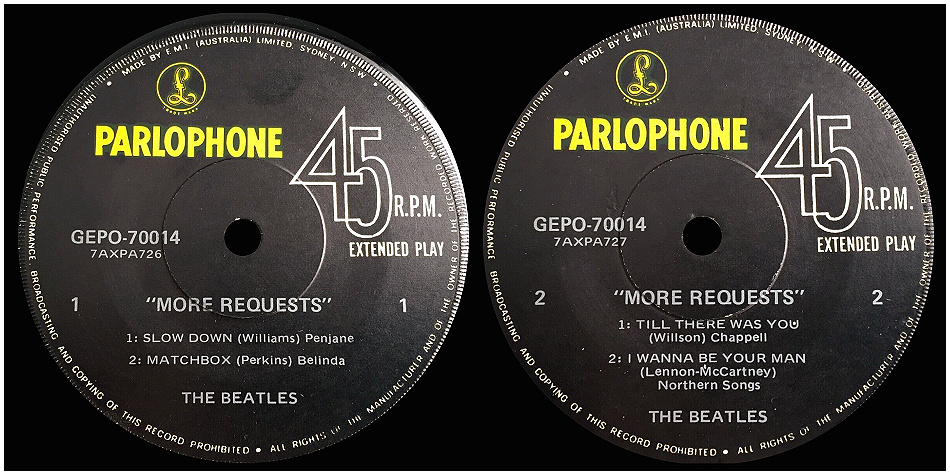 MADE BY E.M.I. (AUSTRALIA) LIMITED, SYDNEY, N.S.W.
UNAUTHORISED PUBLIC PERFORMANCE, BROADCASTING AND COPYING OF THIS RECORD PROHIBITED • ALL RIGHTS OF THE MANUFACTURER AND OF THE OWNER OF THE RECORDED WORK RESERVED
£
TRADE MARK
PARLOPHONE
45
R.P.M.
EXTENDED PLAY
GEPO-70014
7AXPA726
1 "MORE REQUESTS" 1
1: SLOW DOWN (Williams) Penjane
2: MATCHBOX (Perkins) Belinda
THE BEATLES
MADE BY E.M.I. (AUSTRALIA) LIMITED, SYDNEY, N.S.W.
UNAUTHORISED PUBLIC PERFORMANCE, BROADCASTING AND COPYING OF THIS RECORD PROHIBITED • ALL RIGHTS OF THE MANUFACTURER AND OF THE OWNER OF THE RECORDED WORK RESERVED
£
TRADE MARK
PARLOPHONE
45
R.P.M.
EXTENDED PLAY
GEPO-70014
7AXPA727
2 "MORE REQUESTS" 2
1: TILL THERE WAS YOU
(Willson) Chappell
2: I WANNA BE YOUR MAN
(Lennon-McCartney)
Northern Songs
THE BEATLES